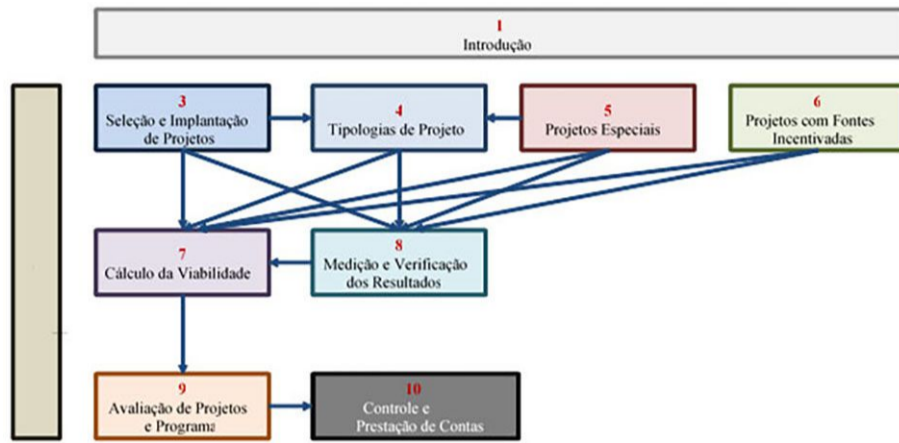 1
Introdução
3
Seleção e Implantação
de Projetos
4
Tipologias de Projeto
5
Projetos Especiais
6
Projetos com Fontes
Incentivadas
7
Cálculo da Viabilidade
8
Medição e Verificação
dos Resultados
9
Avaliação de Projetos
e Programa
10
Controle e
Prestação de Contas